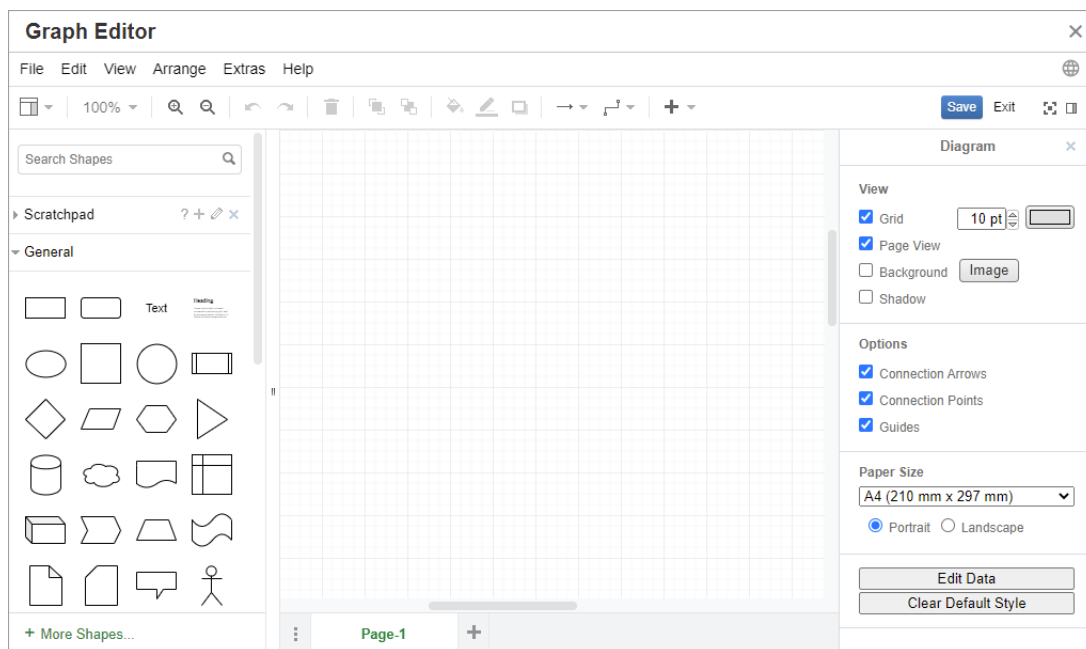 Graph Editor
File Edit View Arrange Extras Help
100%
Save Exit
Search Shapes
Scratchpad
?
General
Text
Heading
+ More Shapes...
Page-1
Diagram
View
Grid 10 pt
Page View
Background Image
Shadow
Options
Connection Arrows
Connection Points
Guides
Paper Size
A4 (210 mm x 297 mm)
Portrait Landscape
Edit Data
Clear Default Style